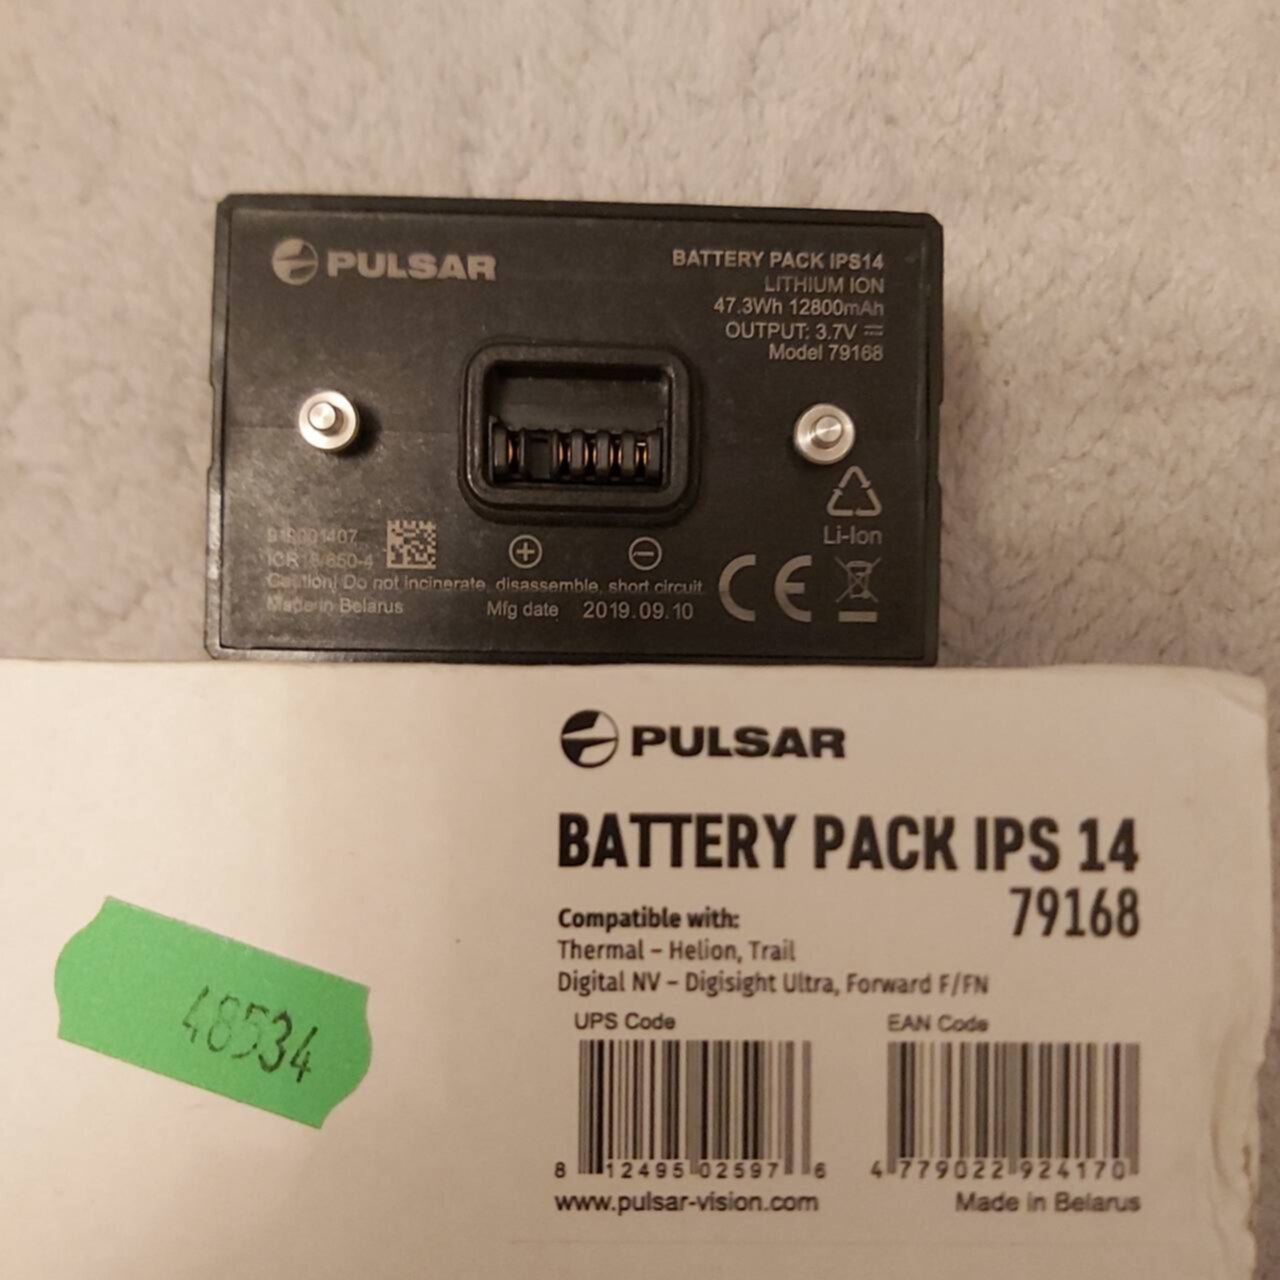 PULSAR
BATTERY PACK IPS14
LITHIUM ION
47.3Wh 12800mAh
OUTPUT: 3.7V
Model 79168
Li-Ion
Caution! Do not incinerate, disassemble, short circuit
Made in Belarus
Mfg date 2019.09.10
CE
PULSAR
BATTERY PACK IPS 14
79168
Compatible with:
Thermal – Helion, Trail
Digital NV – Digisight Ultra, Forward F/FN
UPS Code
EAN Code
8 12495 02597 6
4 779022 924170
www.pulsar-vision.com
Made in Belarus
48534